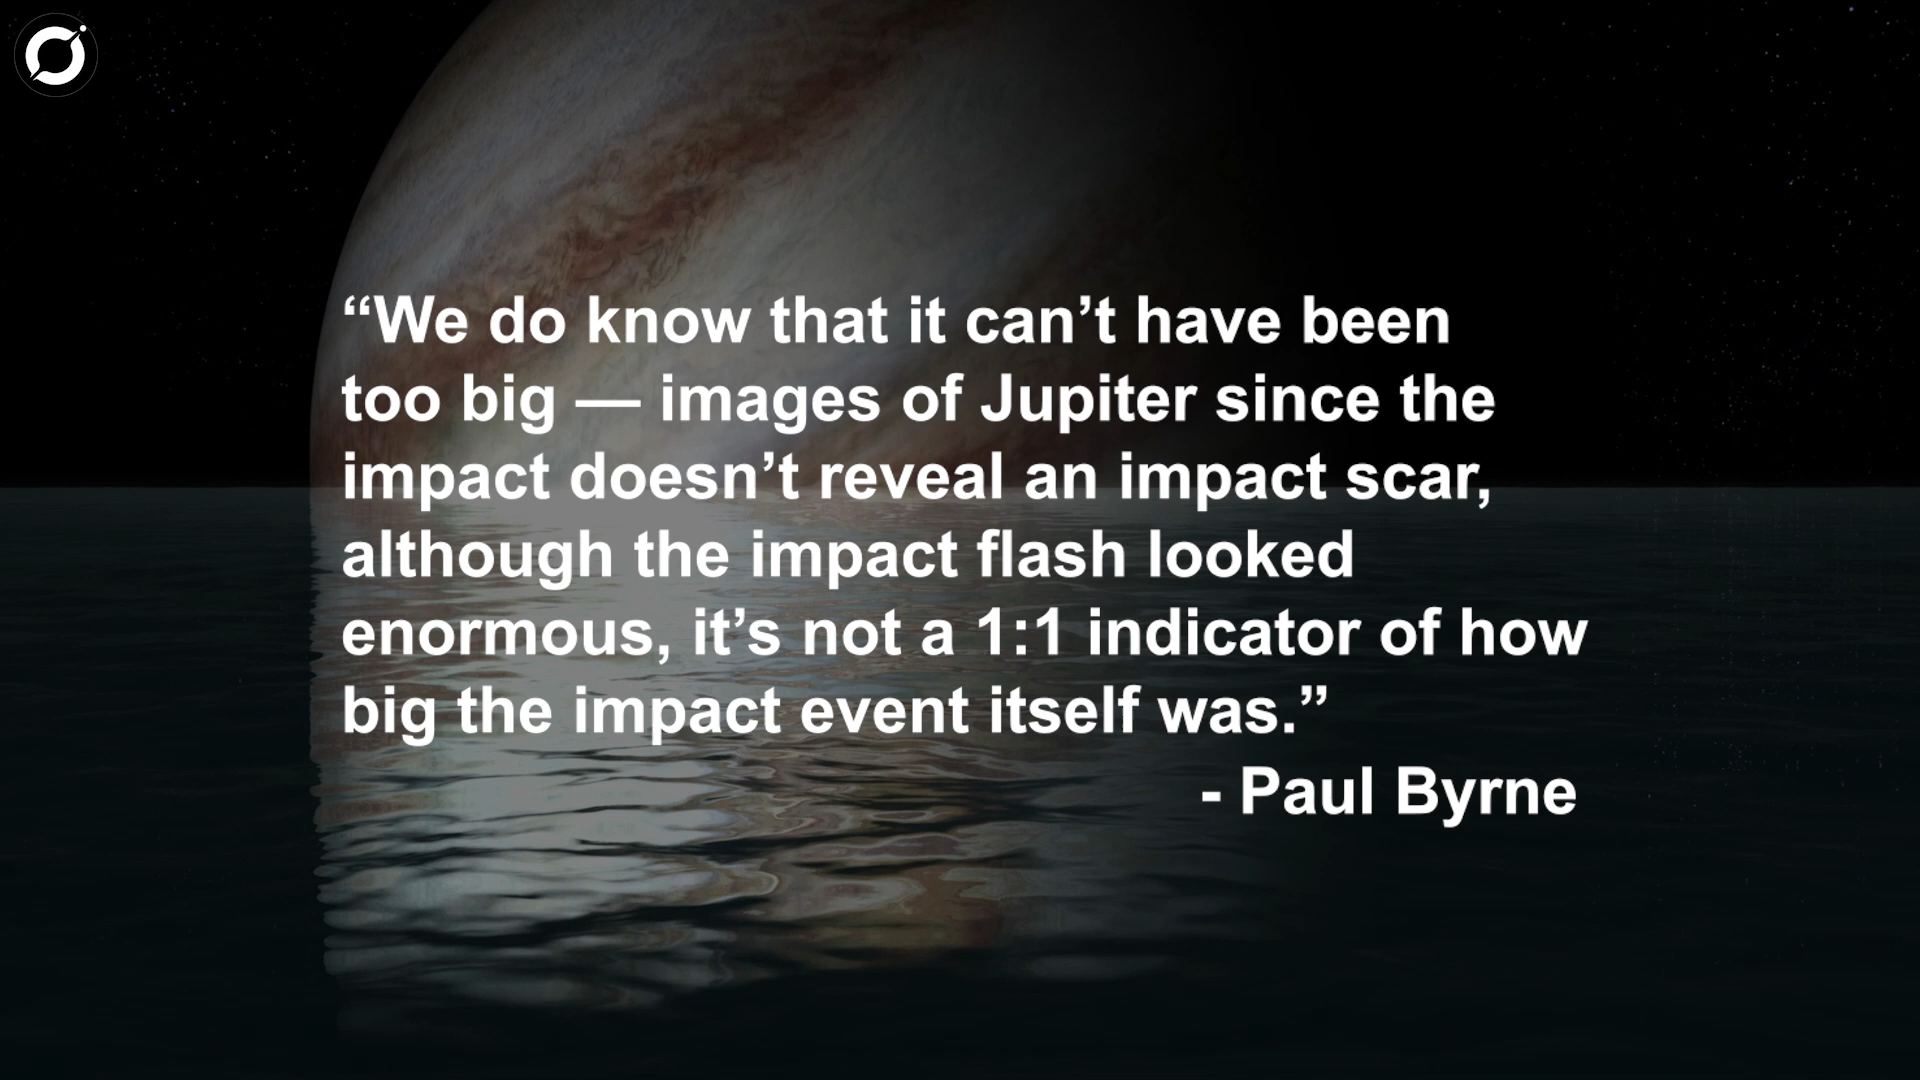 “We do know that it can’t have been
too big — images of Jupiter since the
impact doesn’t reveal an impact scar,
although the impact flash looked
enormous, it’s not a 1:1 indicator of how
big the impact event itself was.”
- Paul Byrne